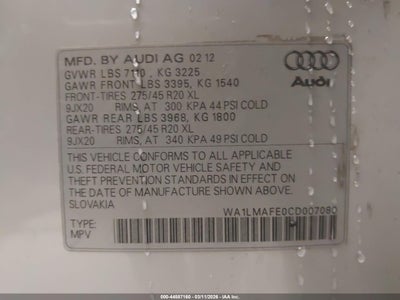 MFD. BY AUDI AG 02 12
GVWR LBS 7110 , KG 3225
GAWR FRONT LBS 3395, KG 1540
FRONT-TIRES 275/45 R20 XL
9JX20 RIMS, AT 300 KPA 44 PSI COLD
GAWR REAR LBS 3968, KG 1800
REAR-TIRES 275/45 R20 XL
9JX20 RIMS, AT 340 KPA 49 PSI COLD
Audi
THIS VEHICLE CONFORMS TO ALL APPLICABLE
U.S. FEDERAL MOTOR VEHICLE SAFETY AND
THEFT PREVENTION STANDARDS IN EFFECT ON
THE DATE OF MANUFACTURE SHOWN ABOVE.
SLOVAKIA
WA1LMAFE0CD007080
TYPE:
MPV
000-44587160 - 03/11/2026 - IAA Inc.